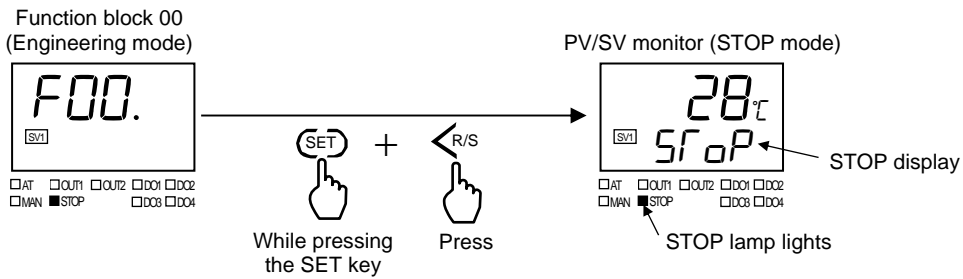 Function block 00
(Engineering mode)
F00.
SV1
AT OUT1 OUT2 DO1 DO2
MAN STOP DO3 DO4
SET + R/S
While pressing
the SET key
Press
PV/SV monitor (STOP mode)
28℃
SV1 SToP
STOP display
AT OUT1 OUT2 DO1 DO2
MAN STOP DO3 DO4
STOP lamp lights